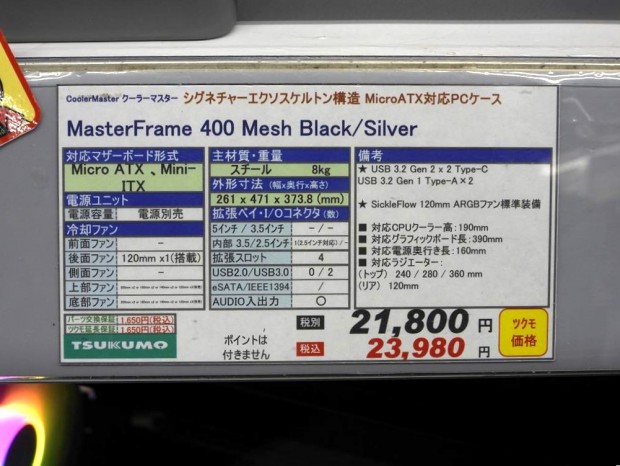 CoolerMaster クーラーマスター シグネチャーエクソスケルトン構造 MicroATX対応PCケース
MasterFrame 400 Mesh Black/Silver
対応マザーボード形式
Micro ATX 、Mini-ITX
電源ユニット
電源容量 電源別売
冷却ファン
前面ファン -
後面ファン 120mm x1(搭載)
側面ファン -
上部ファン
底部ファン
主材質・重量
スチール 8kg
外形寸法 (幅x奥行x高さ)
261 x 471 x 373.8 (mm)
拡張ベイ・I/Oコネクタ (数)
5インチ / 3.5インチ - / -
内部 3.5/2.5インチ 1(2.5インチ対応) / -
拡張スロット 4
USB2.0/USB3.0 0 / 2
eSATA/IEEE1394 /
AUDIO入出力 〇
備考
★ USB 3.2 Gen 2 x 2 Type-C
USB 3.2 Gen 1 Type-A×2
★ SickleFlow 120mm ARGBファン標準装備
■ 対応CPUクーラー高:190mm
■ 対応グラフィックボード長:390mm
■ 対応電源奥行き長:160mm
■ 対応ラジエーター:
(トップ) 240 / 280 / 360 mm
(リア) 120mm
パーツ交換保証 1,650円(税込)
ツクモ延長保証 1,650円(税込)
TSUKUMO
ポイントは
付きません
税別 21,800 円
税込 23,980 円
ツクモ
価格